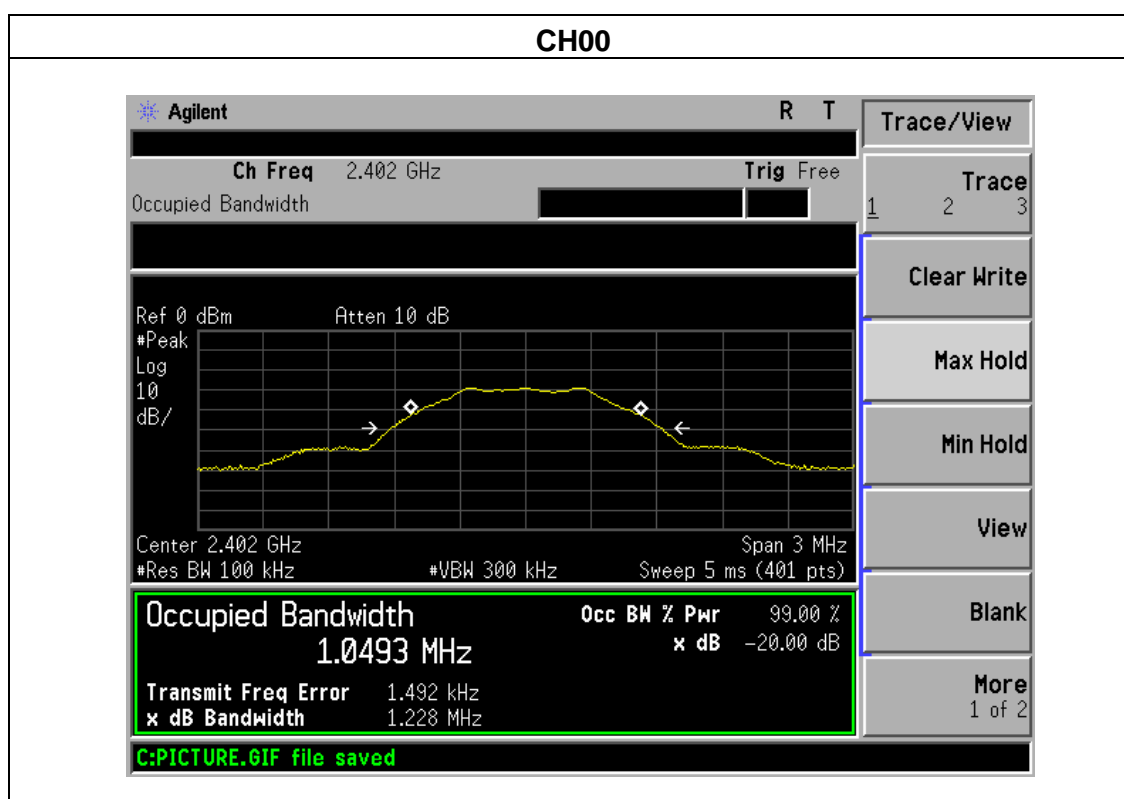 CH00
Agilent R T
Trace/View
Ch Freq 2.402 GHz Trig Free
Occupied Bandwidth
Trace
1 2 3
Clear Write
Ref 0 dBm Atten 10 dB
#Peak
Log
10
dB/
Max Hold
Min Hold
Center 2.402 GHz Span 3 MHz
#Res BW 100 kHz #VBW 300 kHz Sweep 5 ms (401 pts)
View
Occupied Bandwidth Occ BW % Pwr 99.00 %
1.0493 MHz x dB -20.00 dB
Blank
Transmit Freq Error 1.492 kHz
x dB Bandwidth 1.228 MHz
More
1 of 2
C:PICTURE.GIF file saved